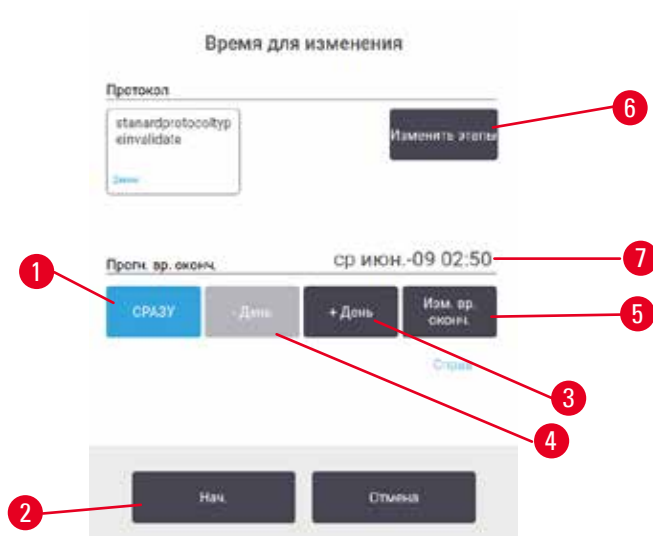 Время для изменения
Протокол
stanardprotocoltyp
einvalidate
Изменить этапы
6
1
Прогн. вр. оконч.
ср июн.-09 02:50
7
СРАЗУ
- День
+ День
Изм. вр.
оконч.
5
Справ
3
4
2
Нач.
Отмена